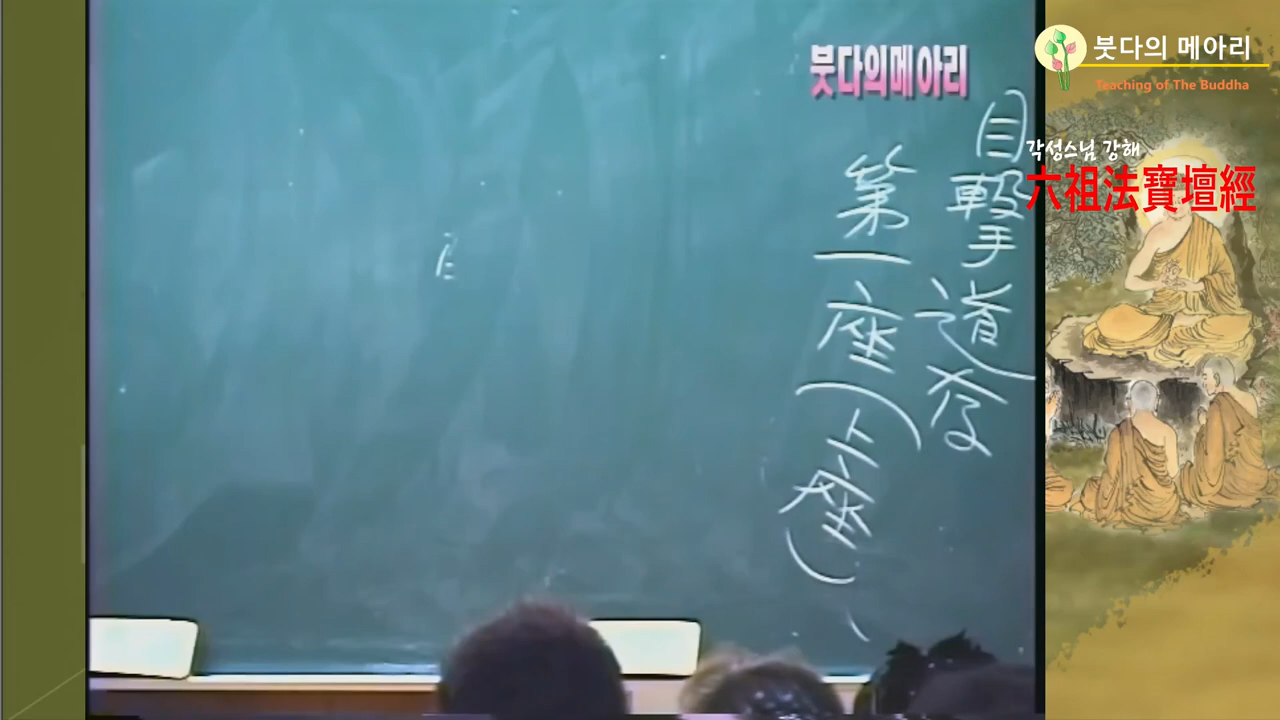 붓다의 메아리
Teaching of The Buddha
붓다의메아리
각성스님 강해
六祖法寶壇經
目擊道存
第一座(上座)